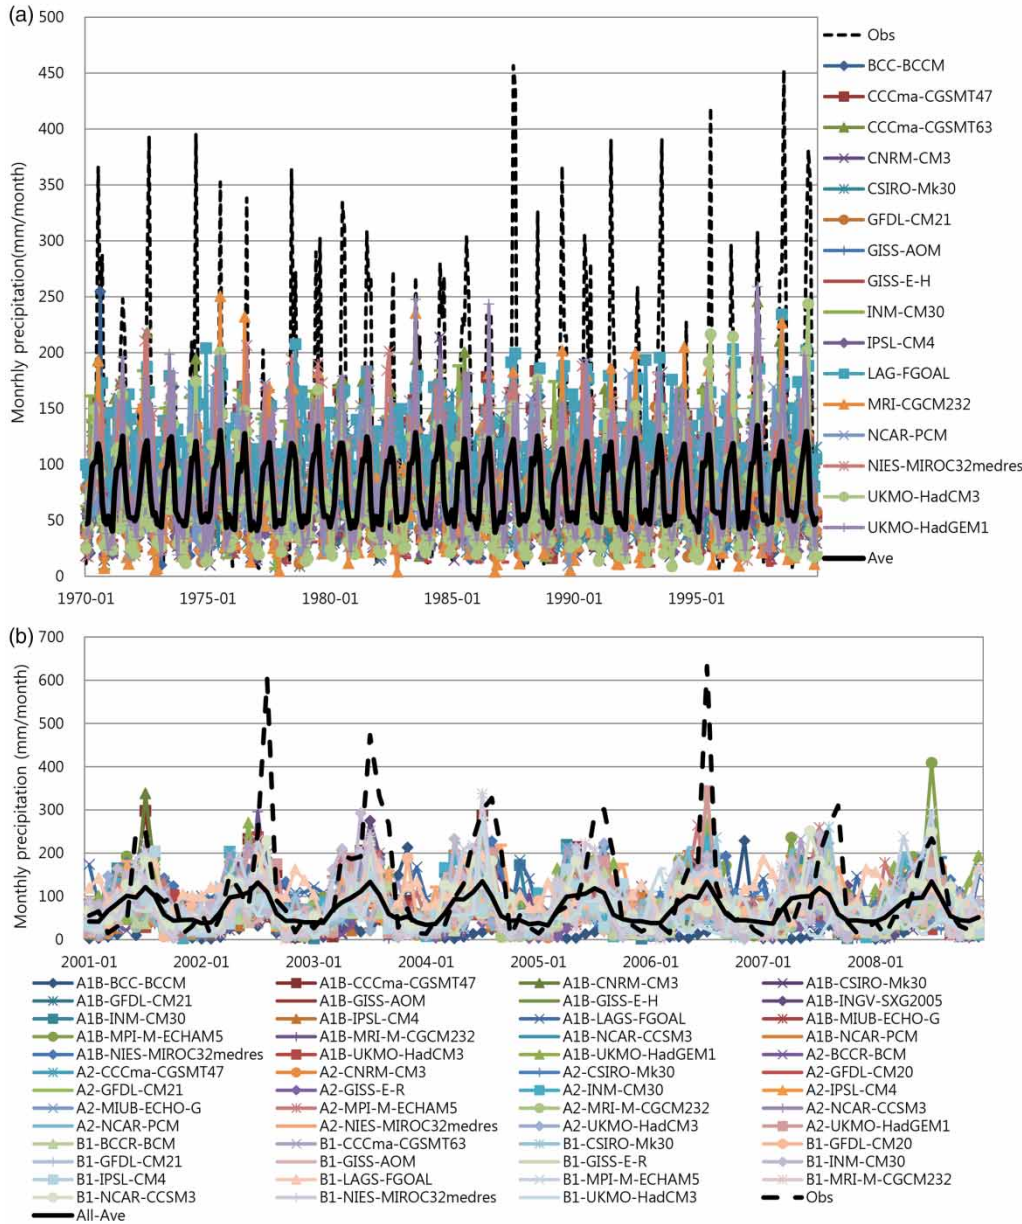 (a)
Monrhly precipitation(mm/month)
500
450
400
350
300
250
200
150
100
50
0
1970-01 1975-01 1980-01 1985-01 1990-01 1995-01
Obs
BCC-BCCM
CCCma-CGSMT47
CCCma-CGSMT63
CNRM-CM3
CSIRO-Mk30
GFDL-CM21
GISS-AOM
GISS-E-H
INM-CM30
IPSL-CM4
LAG-FGOAL
MRI-CGCM232
NCAR-PCM
NIES-MIROC32medres
UKMO-HadCM3
UKMO-HadGEM1
Ave
(b)
Monthly precipitation (mm/month)
700
600
500
400
300
200
100
0
2001-01 2002-01 2003-01 2004-01 2005-01 2006-01 2007-01 2008-01
A1B-BCC-BCCM A1B-CCCma-CGSMT47 A1B-CNRM-CM3 A1B-CSIRO-Mk30
A1B-GFDL-CM21 A1B-GISS-AOM A1B-GISS-E-H A1B-INGV-SXG2005
A1B-INM-CM30 A1B-IPSL-CM4 A1B-LAGS-FGOAL A1B-MIUB-ECHO-G
A1B-MPI-M-ECHAM5 A1B-MRI-M-CGCM232 A1B-NCAR-CCSM3 A1B-NCAR-PCM
A1B-NIES-MIROC32medres A1B-UKMO-HadCM3 A1B-UKMO-HadGEM1 A2-BCCR-BCM
A2-CCCma-CGSMT47 A2-CNRM-CM3 A2-CSIRO-Mk30 A2-GFDL-CM20
A2-GFDL-CM21 A2-GISS-E-R A2-INM-CM30 A2-IPSL-CM4
A2-MIUB-ECHO-G A2-MPI-M-ECHAM5 A2-MRI-M-CGCM232 A2-NCAR-CCSM3
A2-NCAR-PCM A2-NIES-MIROC32medres A2-UKMO-HadCM3 A2-UKMO-HadGEM1
B1-BCCR-BCM B1-CCCma-CGSMT63 B1-CSIRO-Mk30 B1-GFDL-CM20
B1-GFDL-CM21 B1-GISS-AOM B1-GISS-E-R B1-INM-CM30
B1-IPSL-CM4 B1-LAGS-FGOAL B1-MPI-M-ECHAM5 B1-MRI-M-CGCM232
B1-NCAR-CCSM3 B1-NIES-MIROC32medres B1-UKMO-HadCM3 Obs
All-Ave